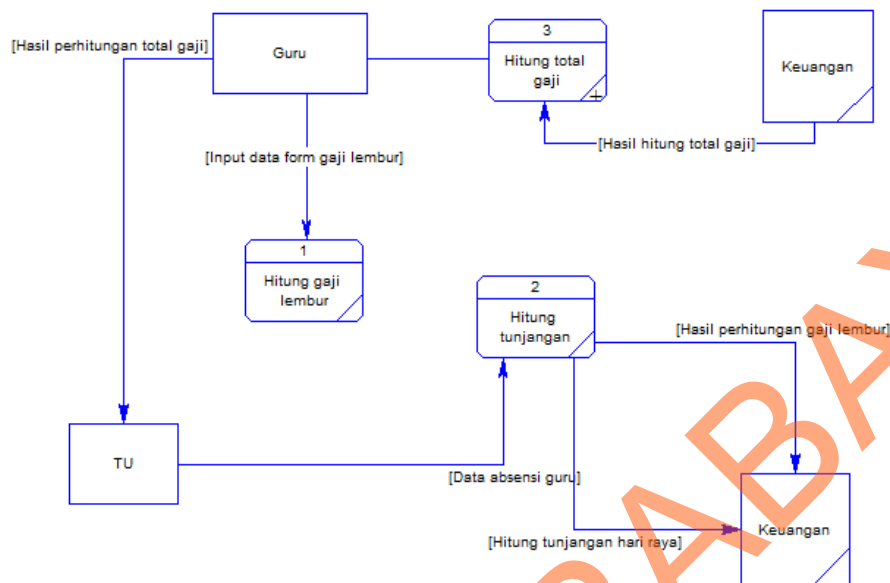 [Hasil perhitungan total gaji]
Guru
3
Hitung total
gaji
Keuangan
[Hasil hitung total gaji]
[Input data form gaji lembur]
1
Hitung gaji
lembur
2
Hitung
tunjangan
[Hasil perhitungan gaji lembur]
TU
[Data absensi guru]
[Hitung tunjangan hari raya]
Keuangan